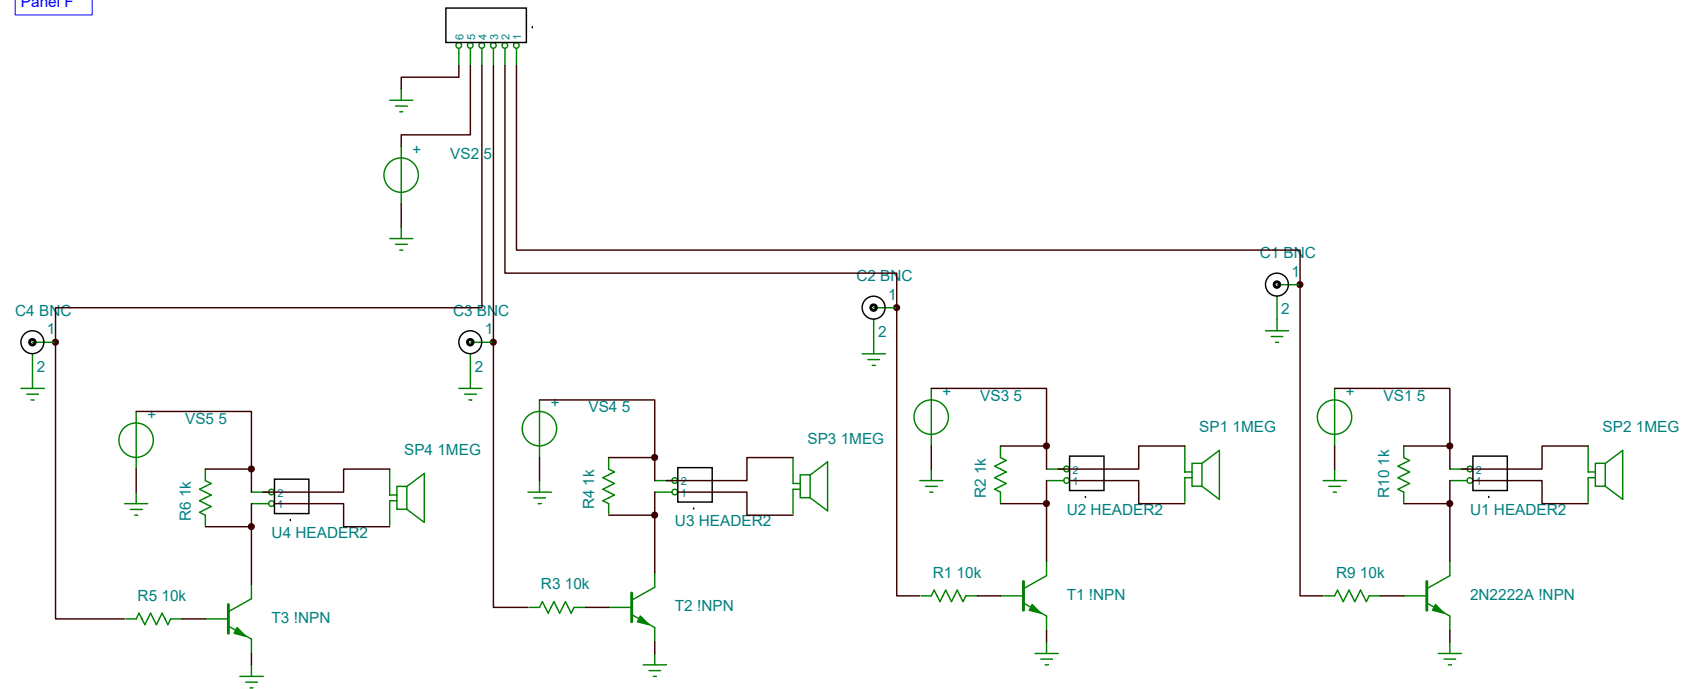 Panel F
6 5 4 3 2 1
VS2 5
C1 BNC
1
2
C2 BNC
1
2
C4 BNC
1
2
C3 BNC
1
2
VS5 5
VS4 5
VS3 5
VS1 5
SP4 1MEG
SP3 1MEG
SP1 1MEG
SP2 1MEG
R6 1k
R4 1k
R2 1k
R10 1k
2
1
2
1
2
1
2
1
U4 HEADER2
U3 HEADER2
U2 HEADER2
U1 HEADER2
R5 10k
R3 10k
R1 10k
R9 10k
T3 !NPN
T2 !NPN
T1 !NPN
2N2222A !NPN